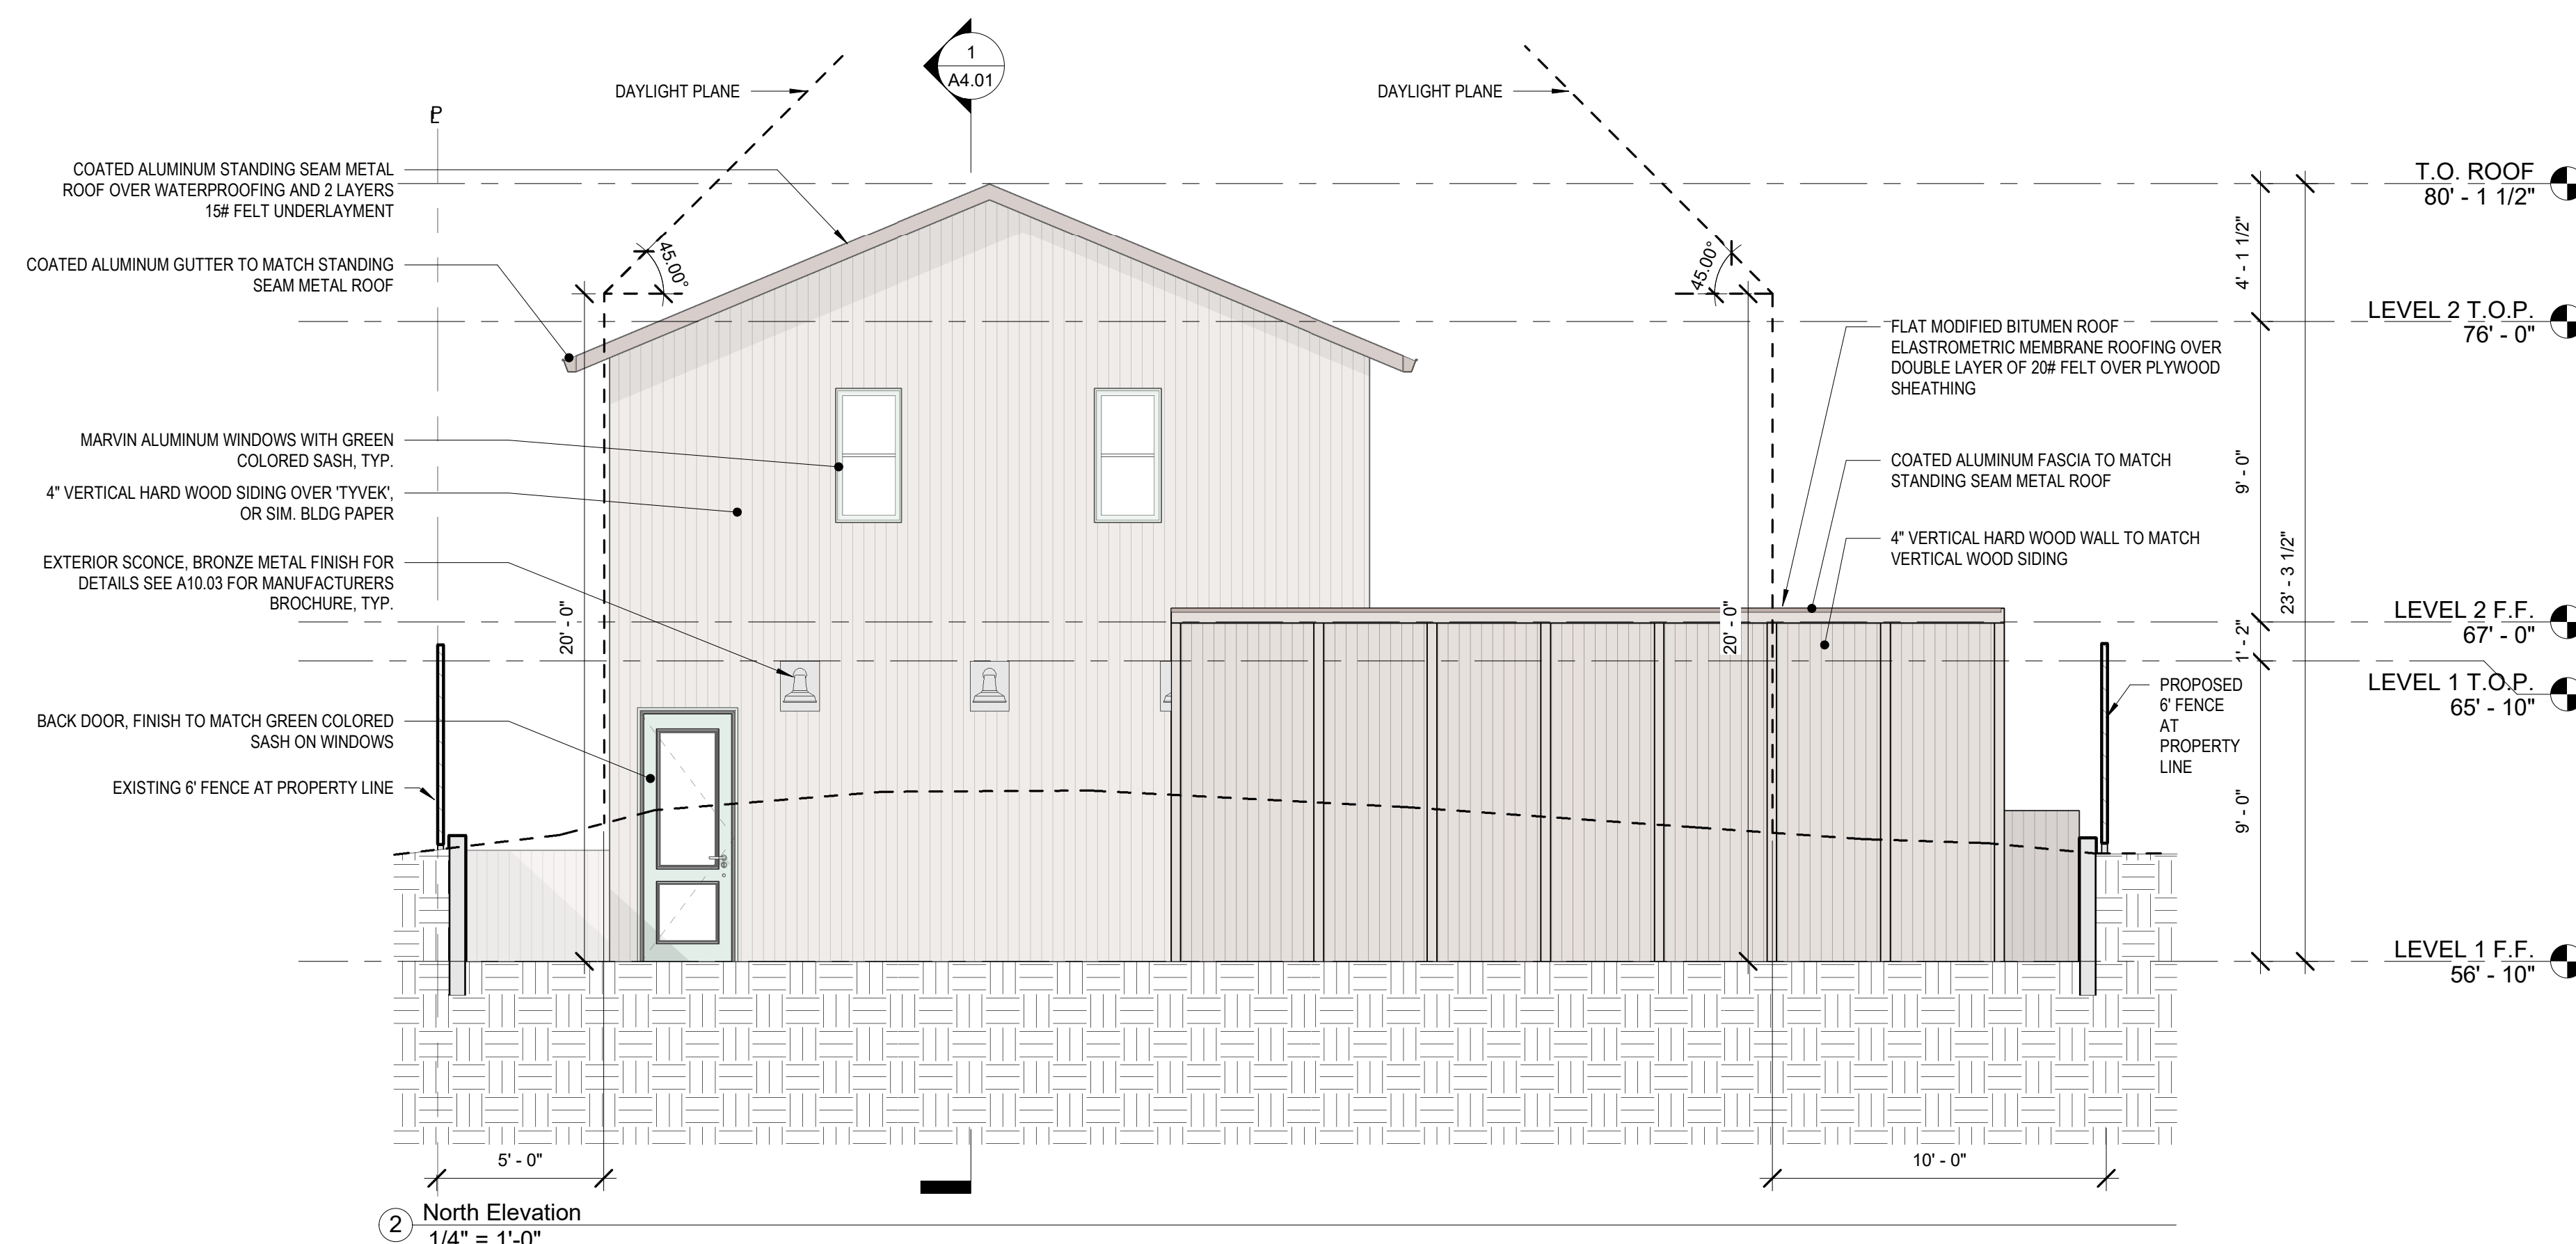 1
A4.01
DAYLIGHT PLANE
DAYLIGHT PLANE
PL
COATED ALUMINUM STANDING SEAM METAL
ROOF OVER WATERPROOFING AND 2 LAYERS
15# FELT UNDERLAYMENT
COATED ALUMINUM GUTTER TO MATCH STANDING
SEAM METAL ROOF
MARVIN ALUMINUM WINDOWS WITH GREEN
COLORED SASH, TYP.
4" VERTICAL HARD WOOD SIDING OVER 'TYVEK',
OR SIM. BLDG PAPER
EXTERIOR SCONCE, BRONZE METAL FINISH FOR
DETAILS SEE A10.03 FOR MANUFACTURERS
BROCHURE, TYP.
BACK DOOR, FINISH TO MATCH GREEN COLORED
SASH ON WINDOWS
EXISTING 6' FENCE AT PROPERTY LINE
45.00°
45.00°
20' - 0"
20' - 0"
FLAT MODIFIED BITUMEN ROOF
ELASTROMETRIC MEMBRANE ROOFING OVER
DOUBLE LAYER OF 20# FELT OVER PLYWOOD
SHEATHING
COATED ALUMINUM FASCIA TO MATCH
STANDING SEAM METAL ROOF
4" VERTICAL HARD WOOD WALL TO MATCH
VERTICAL WOOD SIDING
PROPOSED
6' FENCE
AT
PROPERTY
LINE
4' - 1 1/2"
9' - 0"
1' - 2"
9' - 0"
23' - 3 1/2"
T.O. ROOF
80' - 1 1/2"
LEVEL 2 T.O.P.
76' - 0"
LEVEL 2 F.F.
67' - 0"
LEVEL 1 T.O.P.
65' - 10"
LEVEL 1 F.F.
56' - 10"
5' - 0"
10' - 0"
2
North Elevation
1/4" = 1'-0"